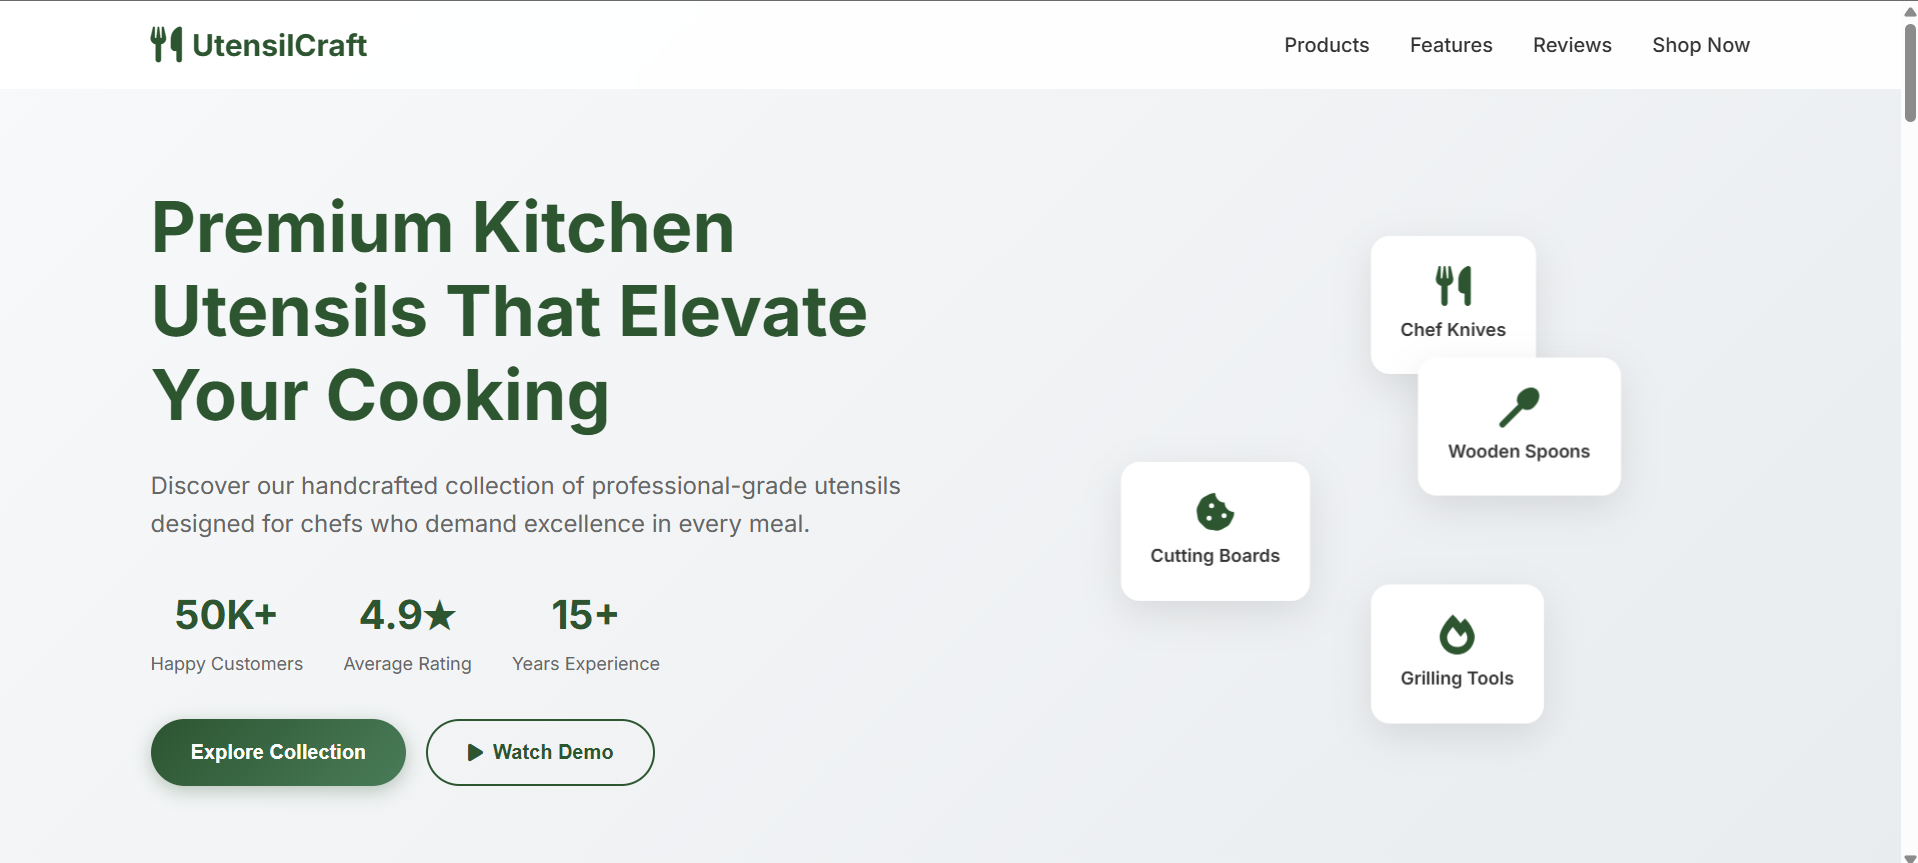 UtensilCraft
Products
Features
Reviews
Shop Now
Premium Kitchen
Utensils That Elevate
Your Cooking
Discover our handcrafted collection of professional-grade utensils
designed for chefs who demand excellence in every meal.
50K+
Happy Customers
4.9★
Average Rating
15+
Years Experience
Explore Collection
Watch Demo
Chef Knives
Wooden Spoons
Cutting Boards
Grilling Tools